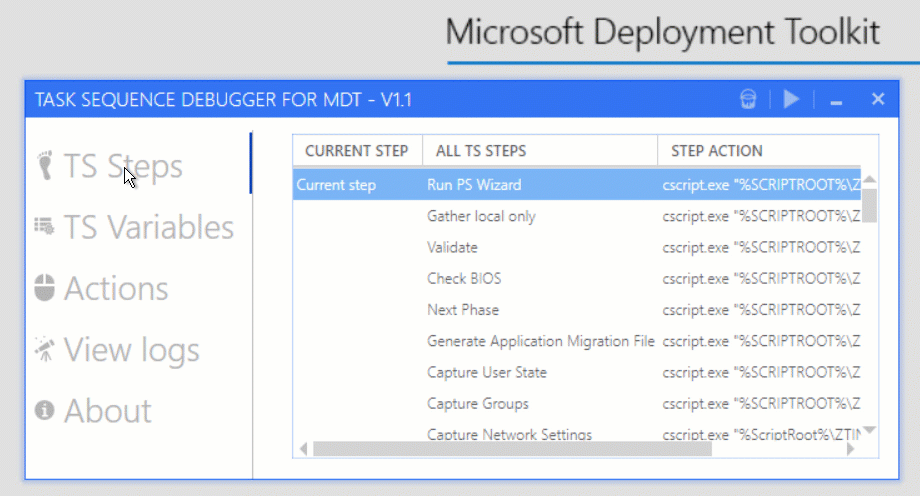 Microsoft Deployment Toolkit
TASK SEQUENCE DEBUGGER FOR MDT - V1.1
TS Steps
TS Variables
Actions
View logs
About
CURRENT STEP ALL TS STEPS STEP ACTION
Current step Run PS Wizard cscript.exe "%SCRIPTROOT%\Z
Gather local only cscript.exe "%SCRIPTROOT%\Z
Validate cscript.exe "%SCRIPTROOT%\Z
Check BIOS cscript.exe "%SCRIPTROOT%\Z
Next Phase cscript.exe "%SCRIPTROOT%\Z
Generate Application Migration File cscript.exe "%SCRIPTROOT%\Z
Capture User State cscript.exe "%SCRIPTROOT%\Z
Capture Groups cscript.exe "%SCRIPTROOT%\Z
Capture Network Settings cscript.exe "%ScriptRoot%\ZTIN